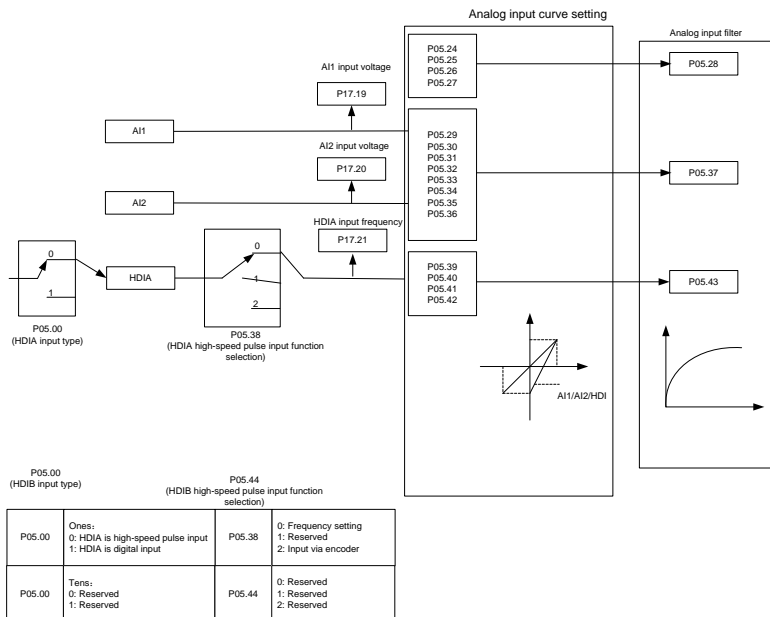 Analog input curve setting
Analog input filter
P05.24
P05.25
P05.26
P05.27
P05.28
AI1 input voltage
P17.19
AI1
P05.29
P05.30
P05.31
P05.32
P05.33
P05.34
P05.35
P05.36
P05.37
AI2 input voltage
P17.20
AI2
HDIA input frequency
P17.21
0
1
HDIA
0
1
2
P05.39
P05.40
P05.41
P05.42
P05.43
P05.00
(HDIA input type)
P05.38
(HDIA high-speed pulse input function
selection)
AI1/AI2/HDI
P05.00
(HDIB input type)
P05.44
(HDIB high-speed pulse input function
selection)
P05.00
Ones:
0: HDIA is high-speed pulse input
1: HDIA is digital input
P05.38
0: Frequency setting
1: Reserved
2: Input via encoder
P05.00
Tens:
0: Reserved
1: Reserved
P05.44
0: Reserved
1: Reserved
2: Reserved